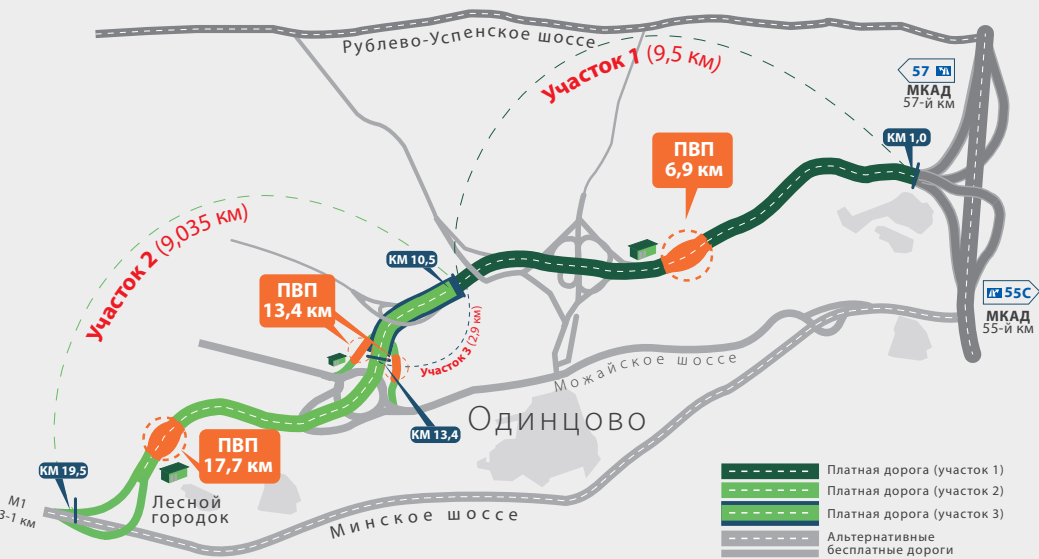 Рублево-Успенское шоссе
Участок 1 (9,5 км)
57
МКАД
57-й км
КМ 1,0
ПВП
6,9 км
Участок 2 (9,035 км)
КМ 10,5
ПВП
13,4 км
Участок 3 (2,9 км)
55С
МКАД
55-й км
Можайское шоссе
Одинцово
КМ 13,4
ПВП
17,7 км
КМ 19,5
Лесной
городок
М1
3-1 км
Минское шоссе
Платная дорога (участок 1)
Платная дорога (участок 2)
Платная дорога (участок 3)
Альтернативные
бесплатные дороги